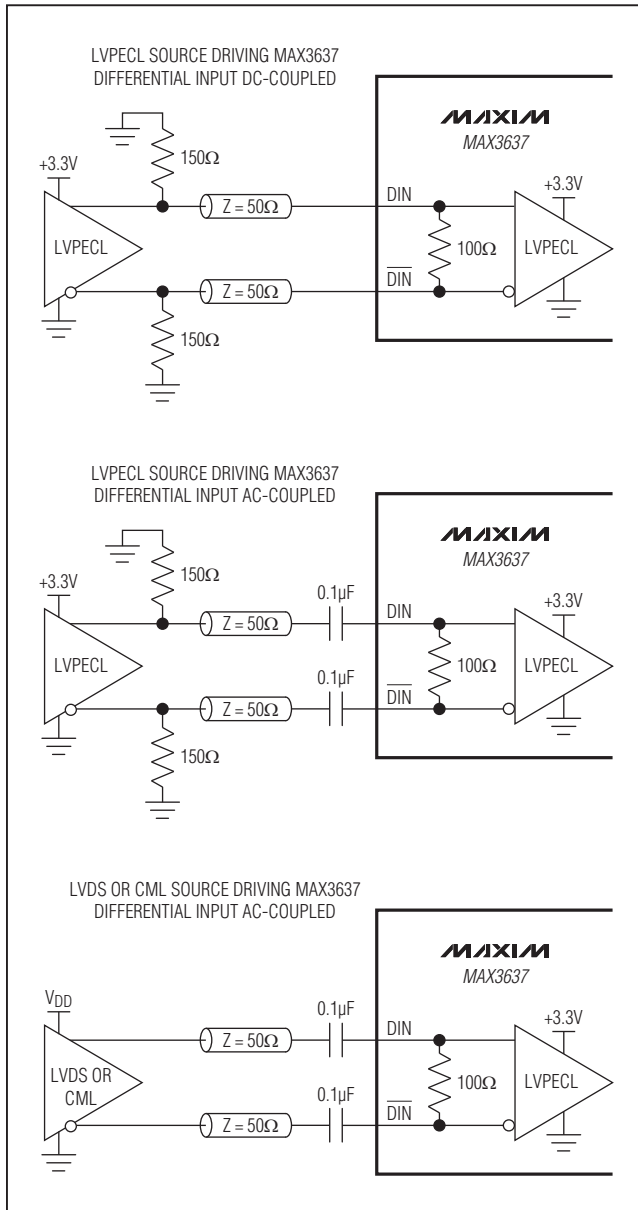 LVPECL SOURCE DRIVING MAX3637
DIFFERENTIAL INPUT DC-COUPLED
MAXIM
MAX3637
150Ω
+3.3V
+3.3V
Z = 50Ω
DIN
LVPECL
100Ω
LVPECL
Z = 50Ω
DIN
150Ω
LVPECL SOURCE DRIVING MAX3637
DIFFERENTIAL INPUT AC-COUPLED
MAXIM
MAX3637
150Ω
+3.3V
0.1µF
+3.3V
Z = 50Ω
DIN
LVPECL
0.1µF
100Ω
LVPECL
Z = 50Ω
DIN
150Ω
LVDS OR CML SOURCE DRIVING MAX3637
DIFFERENTIAL INPUT AC-COUPLED
MAXIM
MAX3637
VDD
0.1µF
+3.3V
Z = 50Ω
DIN
LVDS OR
CML
0.1µF
100Ω
LVPECL
Z = 50Ω
DIN